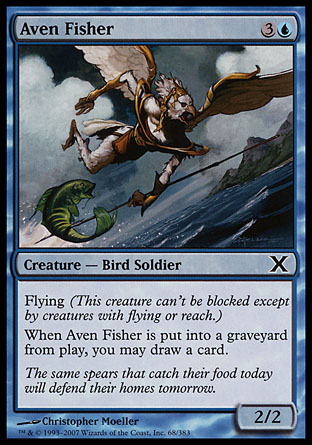 Aven Fisher 3
Creature — Bird Soldier X
Flying (This creature can't be blocked except
by creatures with flying or reach.)
When Aven Fisher is put into a graveyard
from play, you may draw a card.
The same spears that catch their food today
will defend their homes tomorrow.
Christopher Moeller
™ & © 1993–2007 Wizards of the Coast, Inc. 68/383
2/2